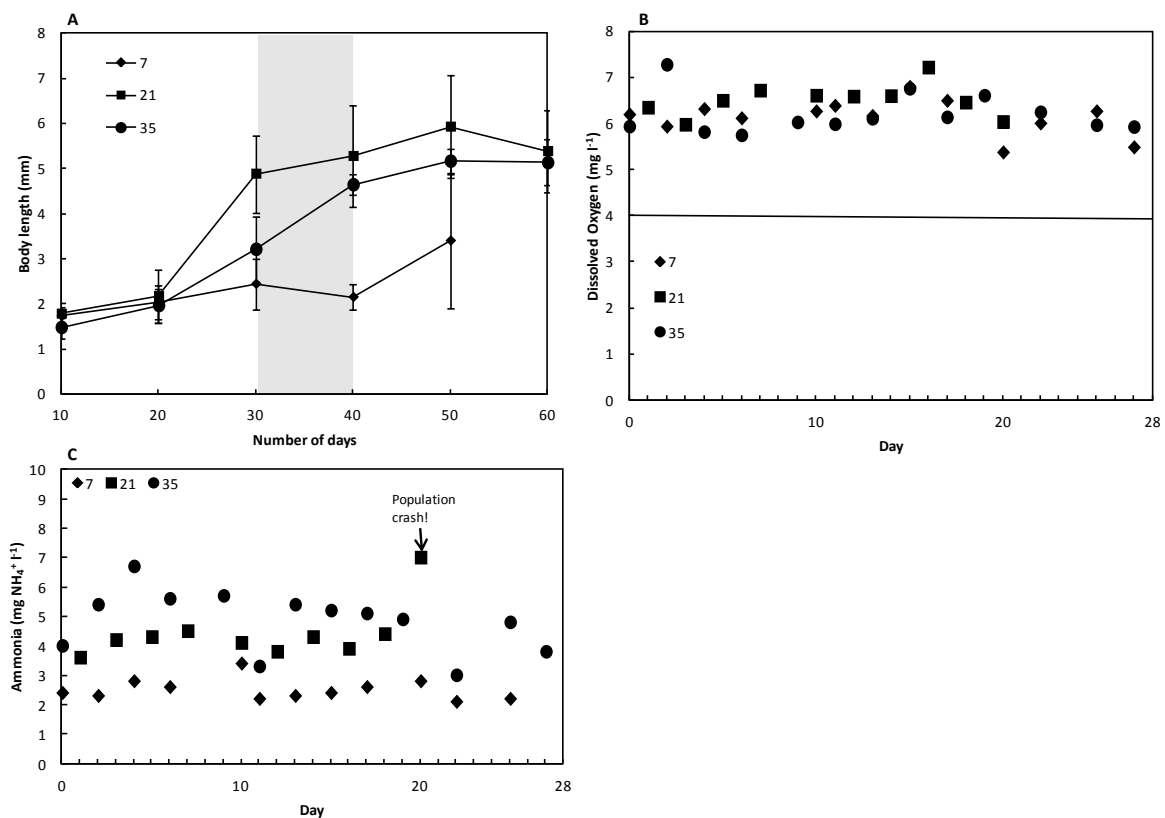 A
8
7
6
5
4
3
2
1
0
Body length (mm)
7
21
35
10 20 30 40 50 60
Number of days
B
8
7
6
5
4
3
2
1
0
Dissolved Oxygen (mg l⁻¹)
7
21
35
0 10 20 28
Day
C
10
9
8
7
6
5
4
3
2
1
0
Ammonia (mg NH₄⁺ l⁻¹)
7 21 35
Population
crash!
0 10 20 28
Day